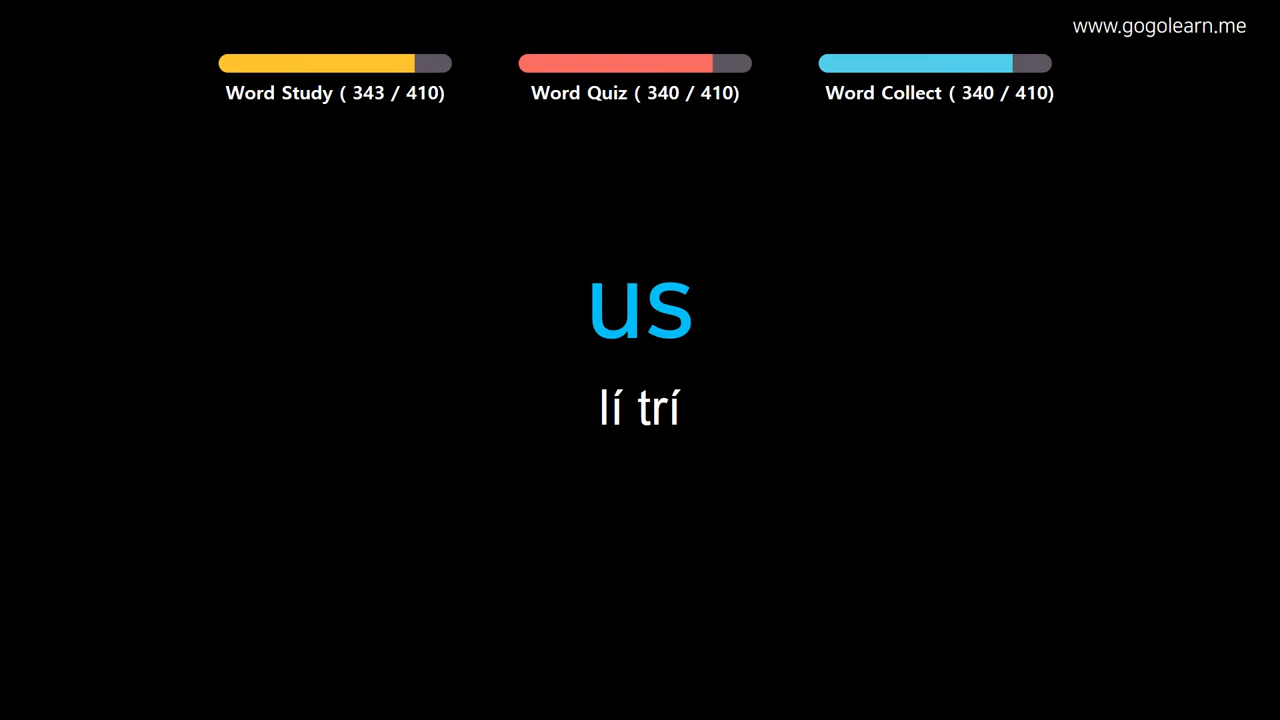 www.gogolearn.me
Word Study ( 343 / 410)
Word Quiz ( 340 / 410)
Word Collect ( 340 / 410)
us
lí trí